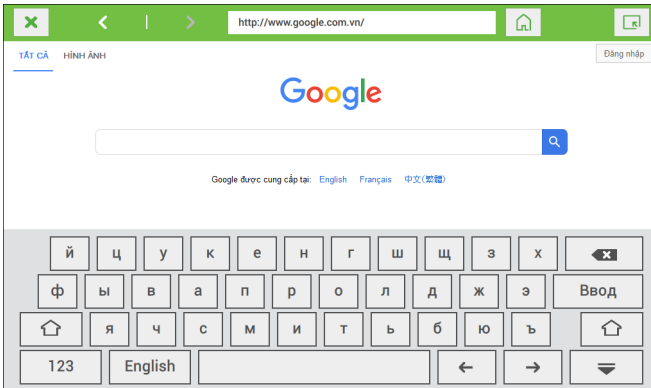 http://www.google.com.vn/
TẤT CẢ HÌNH ẢNH Đăng nhập
Google
Google được cung cấp tại: English Français 中文(繁體)
й ц у к е н г ш щ з х
ф ы в а п р о л д ж э Ввод
я ч с м и т ь б ю ъ
123 English